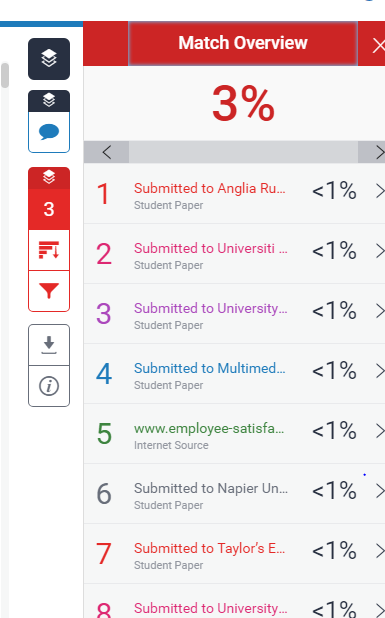 Match Overview
3%
3
1 Submitted to Anglia Ru... <1%
Student Paper
2 Submitted to Universiti ... <1%
Student Paper
3 Submitted to University... <1%
Student Paper
4 Submitted to Multimed... <1%
Student Paper
5 www.employee-satisfa... <1%
Internet Source
6 Submitted to Napier Un... <1%
Student Paper
7 Submitted to Taylor's E... <1%
Student Paper
8 Submitted to University... <1%